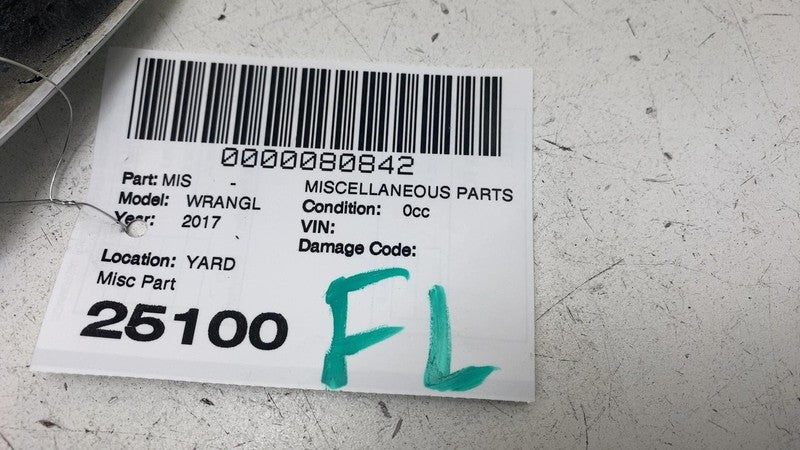 0000080842
Part: MIS - MISCELLANEOUS PARTS
Model: WRANGL Condition: 0cc
Year: 2017 VIN:
Damage Code:
Location: YARD
Misc Part
25100
FL